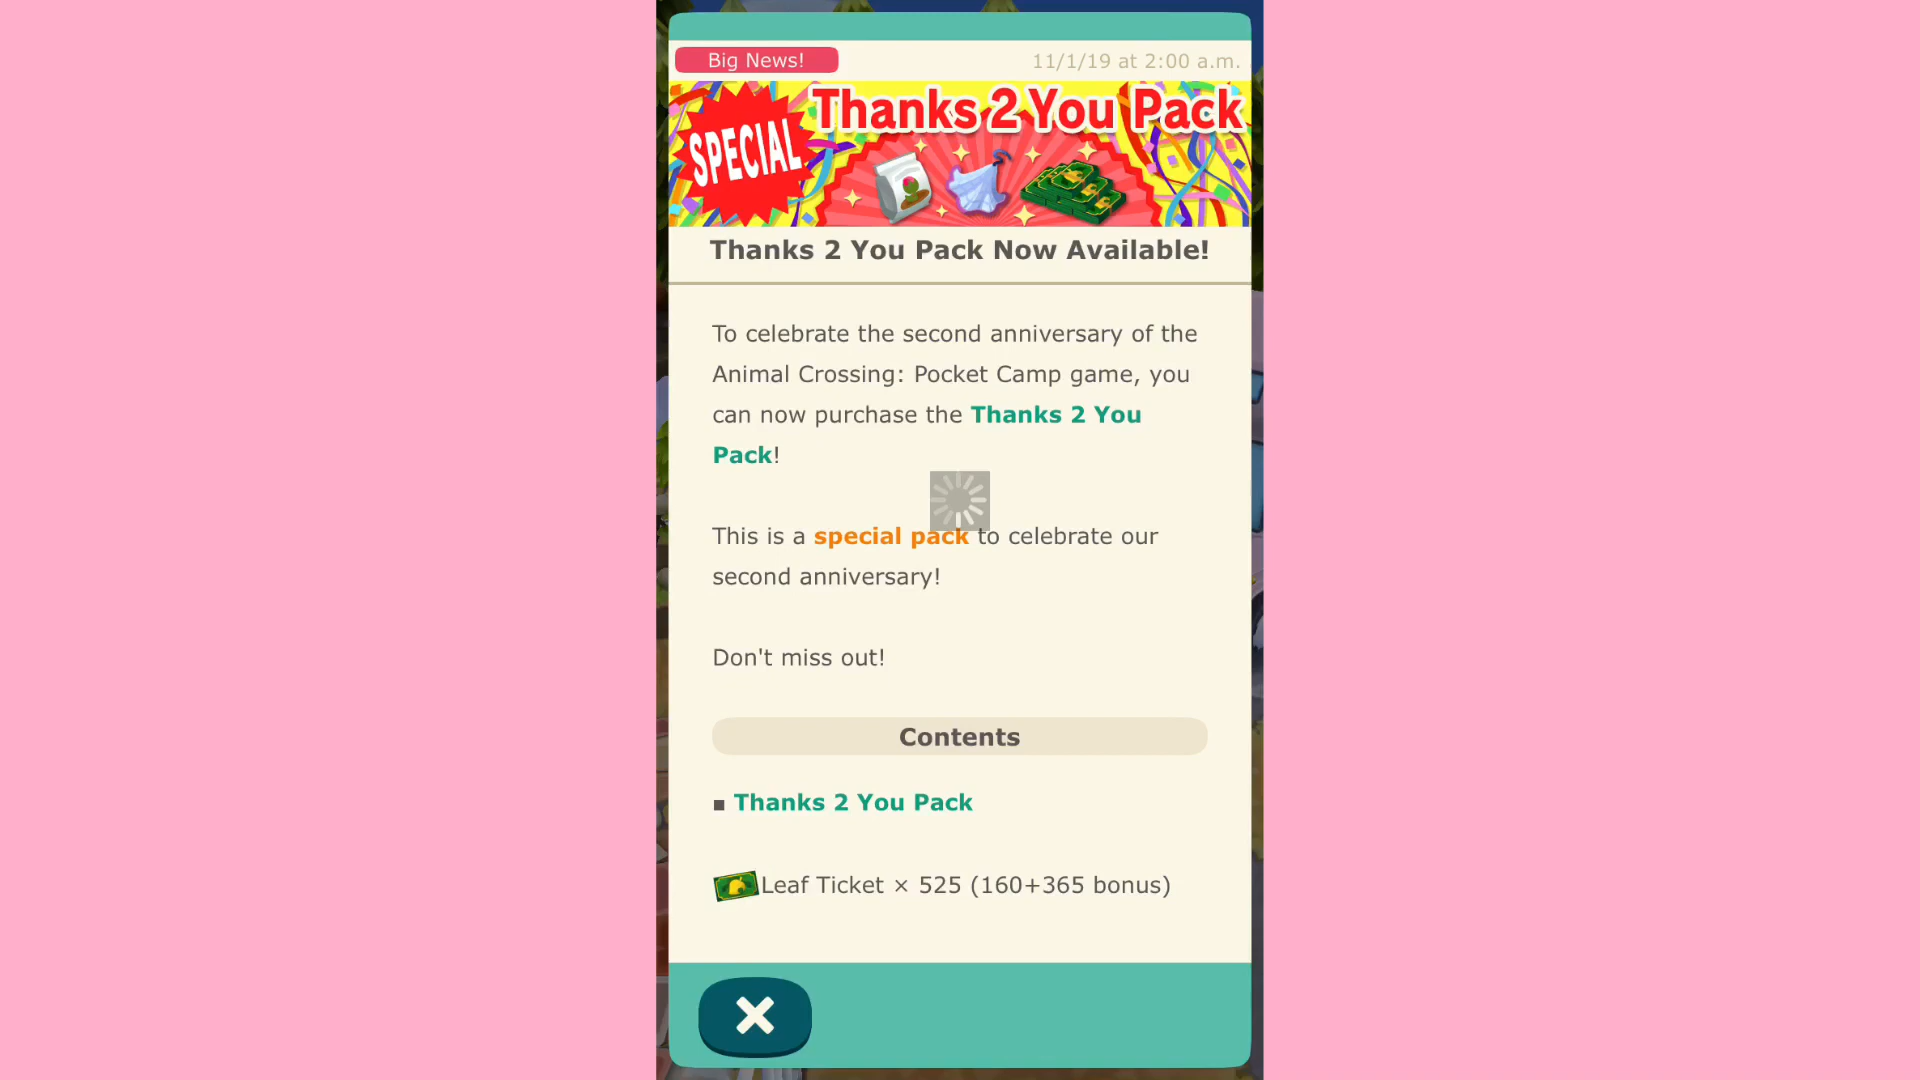 Big News!
11/1/19 at 2:00 a.m.
SPECIAL
Thanks 2 You Pack
Thanks 2 You Pack Now Available!
To celebrate the second anniversary of the
Animal Crossing: Pocket Camp game, you
can now purchase the Thanks 2 You
Pack!
This is a special pack to celebrate our
second anniversary!
Don't miss out!
Contents
■ Thanks 2 You Pack
Leaf Ticket × 525 (160+365 bonus)